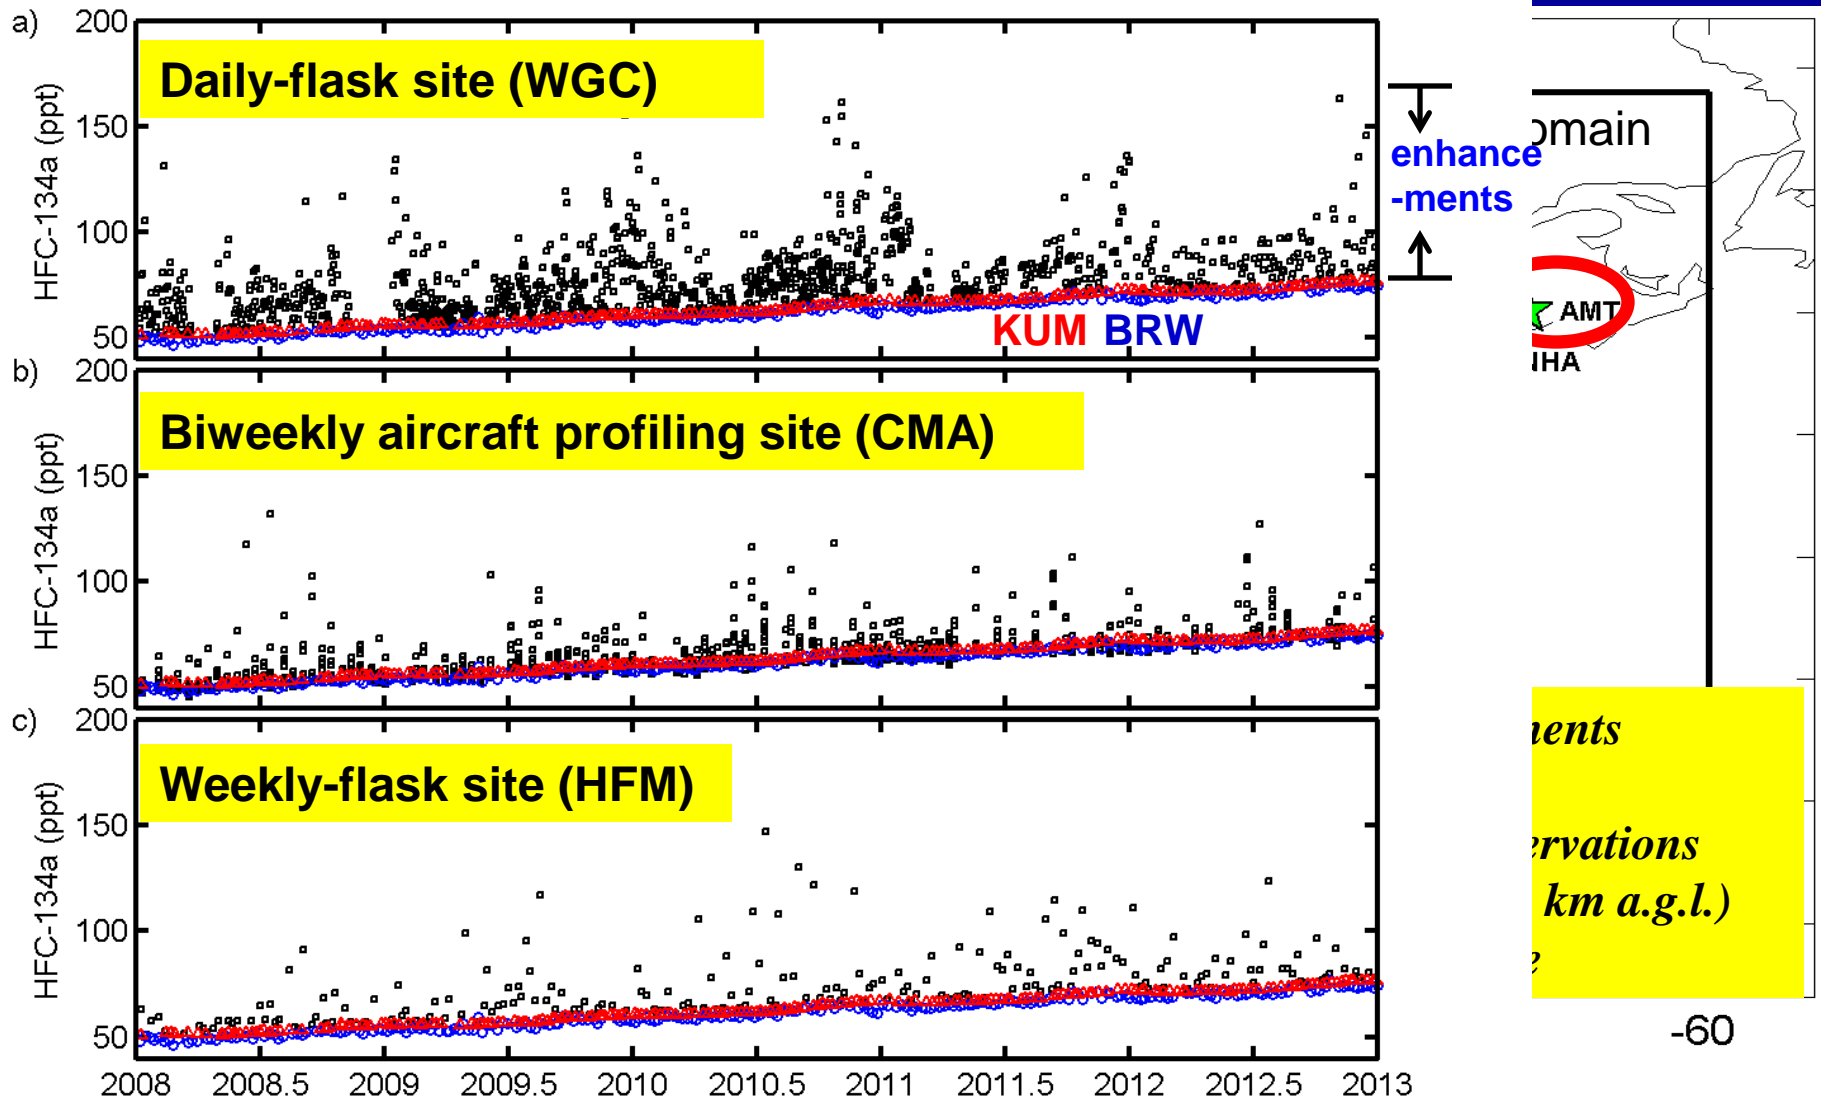 a)
200
150
100
50
HFC-134a (ppt)
Daily-flask site (WGC)
KUM BRW
enhance
-ments
b)
200
150
100
50
HFC-134a (ppt)
Biweekly aircraft profiling site (CMA)
c)
200
150
100
50
HFC-134a (ppt)
Weekly-flask site (HFM)
2008 2008.5 2009 2009.5 2010 2010.5 2011 2011.5 2012 2012.5 2013
omain
AMT
NHA
ments
ervations
km a.g.l.)
e
-60